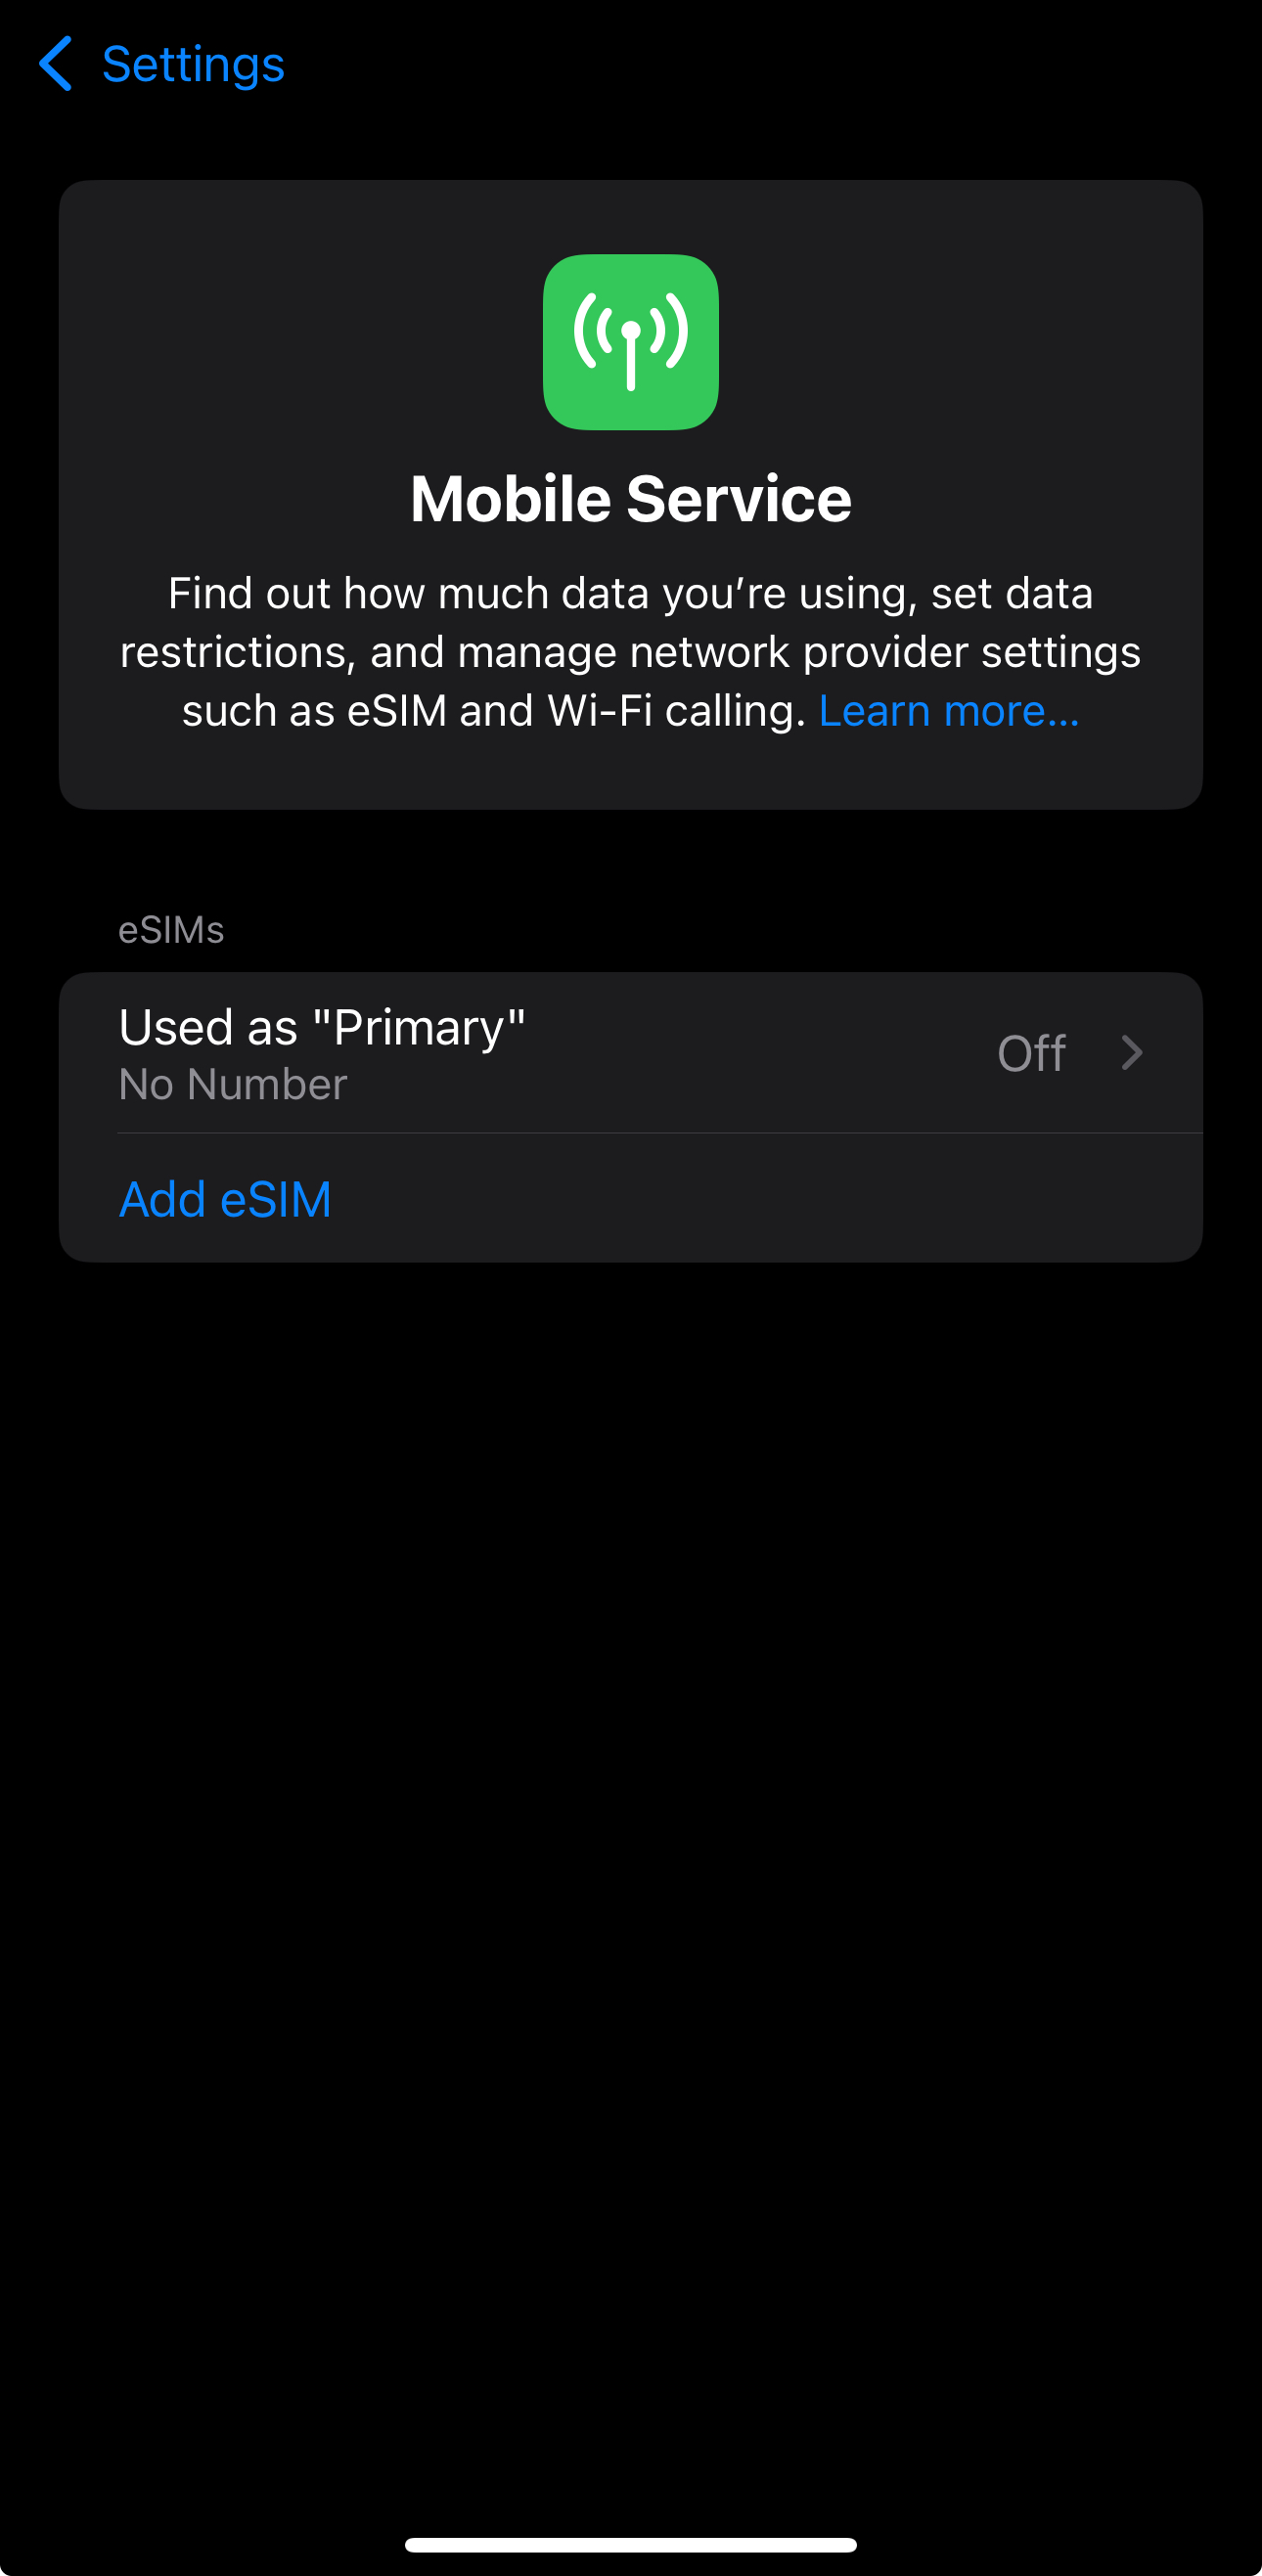 Settings
Mobile Service
Find out how much data you’re using, set data
restrictions, and manage network provider settings
such as eSIM and Wi-Fi calling. Learn more...
eSIMs
Used as "Primary"
Off
No Number
Add eSIM